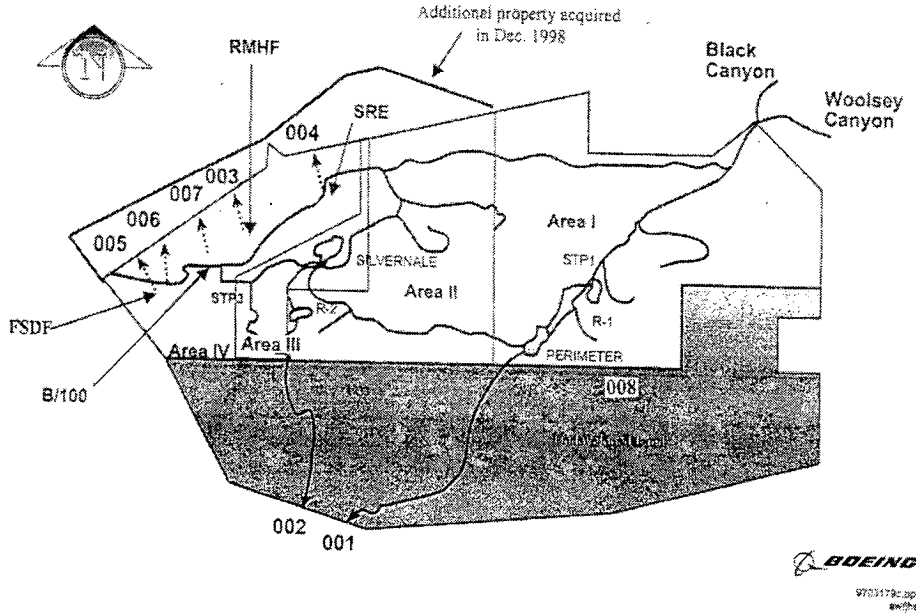 Additional property acquired
in Dec. 1998
RMHF
Black
Canyon
Woolsey
Canyon
SRE
004
003
007
006
005
Area I
SILVERNALE
STP1
Area II
STP3
R-2
R-1
FSDF
Area III
Area IV
PERIMETER
B/100
008
002
001
BOEING